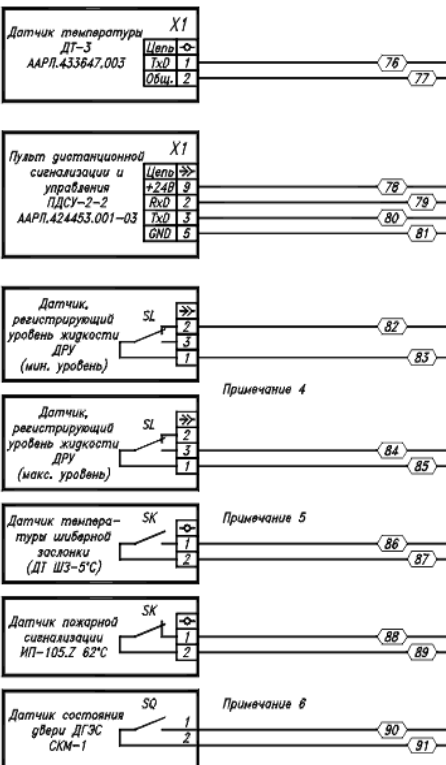 Датчик температуры
ДТ-3
ААРЛ.433647.003
X1
Цепь
TxD 1
Общ. 2
76
77
Пульт дистанционной
сигнализации и
управления
ПДСУ-2-2
ААРЛ.424453.001-03
X1
Цепь
+24В 9
RxD 2
TxD 3
GND 5
78
79
80
81
Датчик,
регистрирующий
уровень жидкости
ДРУ
(мин. уровень)
SL
2
3
1
82
83
Примечание 4
Датчик,
регистрирующий
уровень жидкости
ДРУ
(макс. уровень)
SL
2
3
1
84
85
Датчик темпера-
туры шиберной
заслонки
(ДТ ШЗ-5°С)
SK
1
2
Примечание 5
86
87
Датчик пожарной
сигнализации
ИП-105.Z 62°С
SK
1
2
88
89
Датчик состояния
двери ДГЭС
СКМ-1
SQ
1
2
Примечание 6
90
91